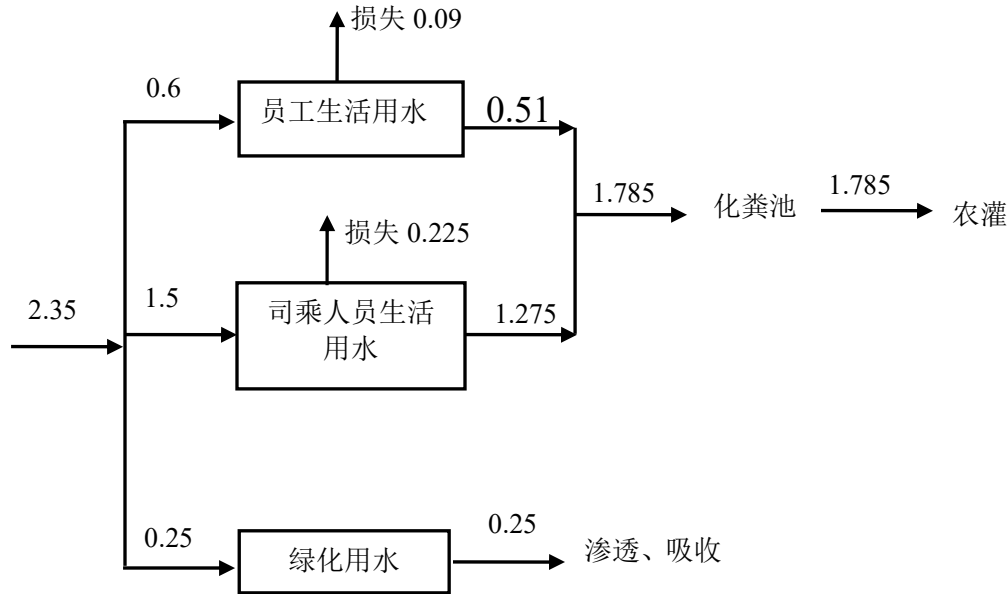 损失 0.09
0.6
员工生活用水
0.51
1.785
化粪池
1.785
农灌
损失 0.225
2.35
1.5
司乘人员生活
用水
1.275
0.25
绿化用水
0.25
渗透、吸收